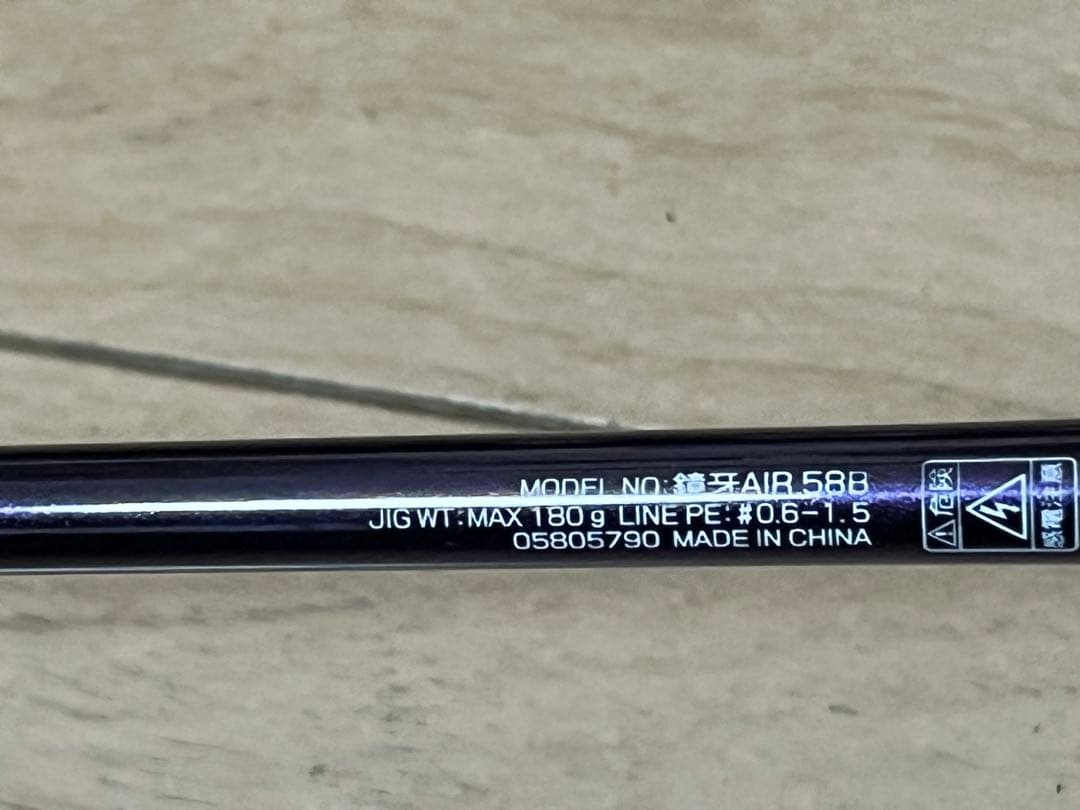 MODEL NO:鏡牙AIR 58B
JIG WT:MAX 180g LINE PE:#0.6-1.5
05805790 MADE IN CHINA
危険
感電注意